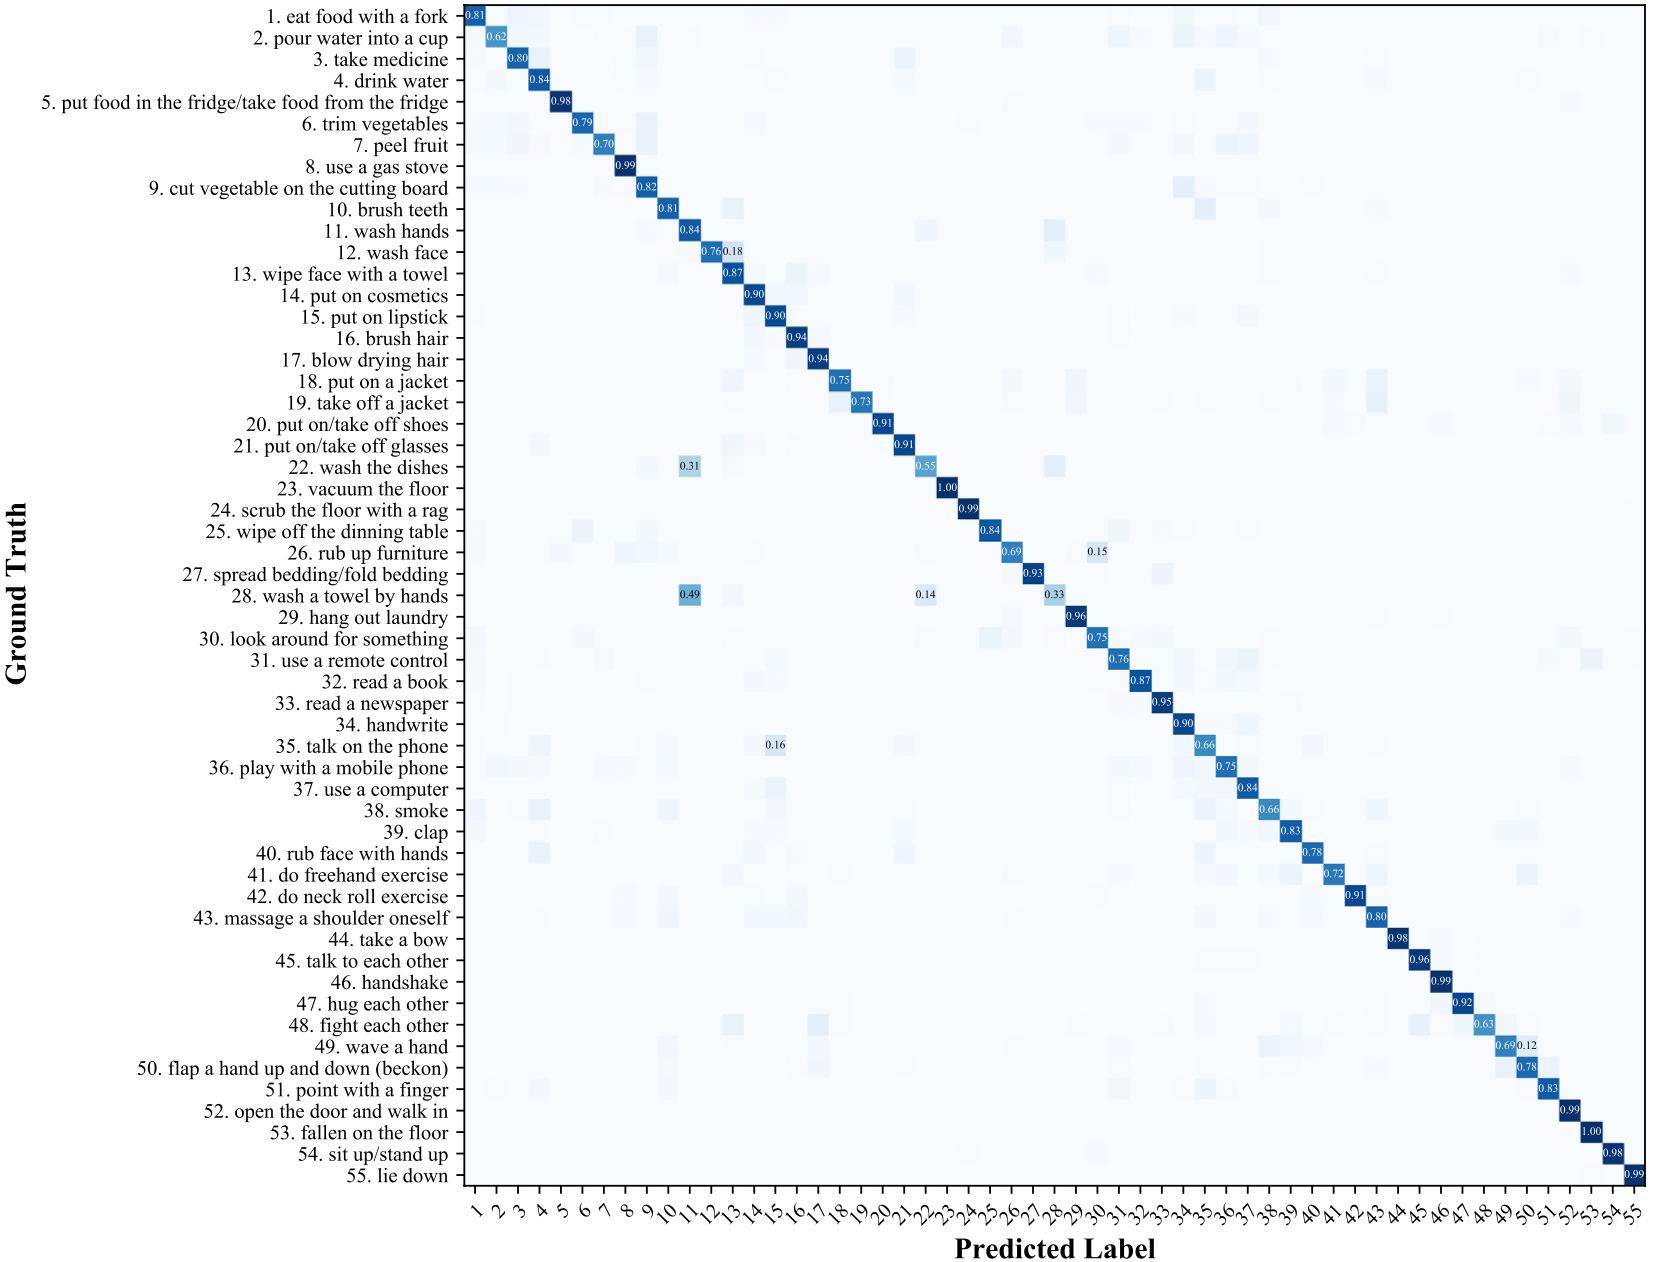 1. eat food with a fork 0.81
2. pour water into a cup 0.62
3. take medicine 0.80
4. drink water 0.84
5. put food in the fridge/take food from the fridge 0.98
6. trim vegetables 0.79
7. peel fruit 0.70
8. use a gas stove 0.99
9. cut vegetable on the cutting board 0.82
10. brush teeth 0.81
11. wash hands 0.84
12. wash face 0.76 0.18
13. wipe face with a towel 0.87
14. put on cosmetics 0.90
15. put on lipstick 0.90
16. brush hair 0.94
17. blow drying hair 0.94
18. put on a jacket 0.75
19. take off a jacket 0.73
20. put on/take off shoes 0.91
21. put on/take off glasses 0.91
22. wash the dishes 0.31 0.55
23. vacuum the floor 1.00
24. scrub the floor with a rag 0.99
25. wipe off the dinning table 0.84
26. rub up furniture 0.69 0.15
27. spread bedding/fold bedding 0.93
28. wash a towel by hands 0.49 0.14 0.33
29. hang out laundry 0.96
30. look around for something 0.75
31. use a remote control 0.76
32. read a book 0.87
33. read a newspaper 0.95
34. handwrite 0.90
35. talk on the phone 0.16 0.66
36. play with a mobile phone 0.75
37. use a computer 0.84
38. smoke 0.66
39. clap 0.83
40. rub face with hands 0.78
41. do freehand exercise 0.72
42. do neck roll exercise 0.91
43. massage a shoulder oneself 0.80
44. take a bow 0.98
45. talk to each other 0.96
46. handshake 0.99
47. hug each other 0.92
48. fight each other 0.63
49. wave a hand 0.69 0.12
50. flap a hand up and down (beckon) 0.78
51. point with a finger 0.83
52. open the door and walk in 0.99
53. fallen on the floor 1.00
54. sit up/stand up 0.98
55. lie down 0.99
Ground Truth
1 2 3 4 5 6 7 8 9 10 11 12 13 14 15 16 17 18 19 20 21 22 23 24 25 26 27 28 29 30 31 32 33 34 35 36 37 38 39 40 41 42 43 44 45 46 47 48 49 50 51 52 53 54 55
Predicted Label